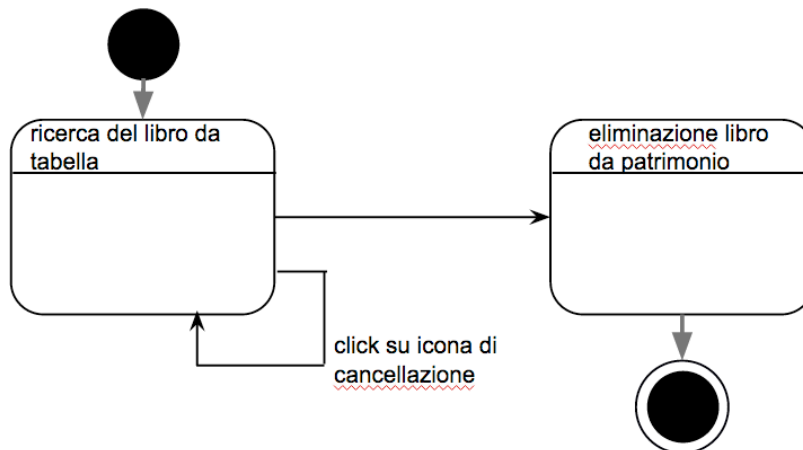 ricerca del libro da
tabella
eliminazione libro
da patrimonio
click su icona di
cancellazione